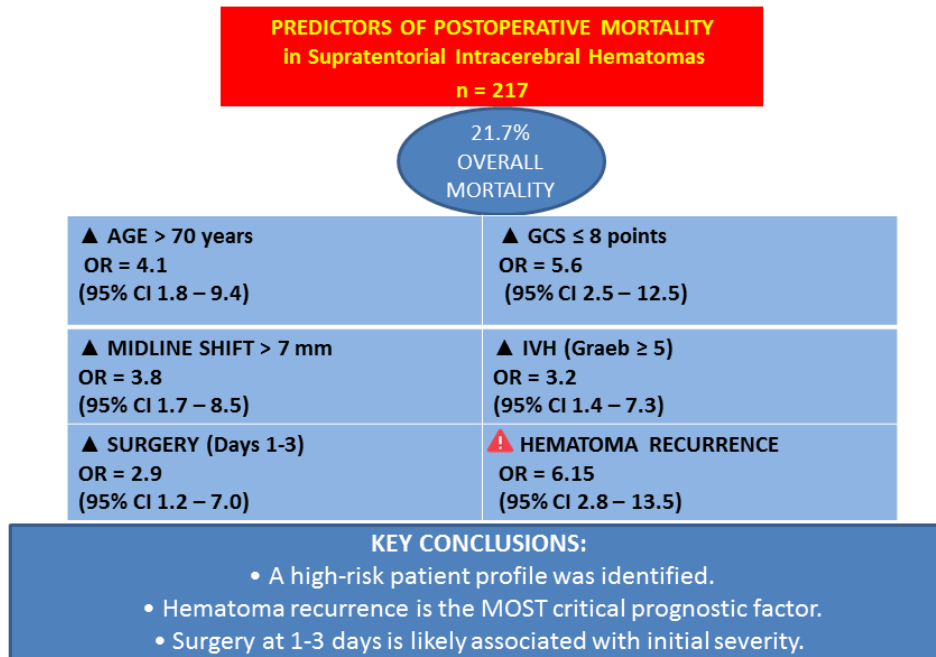 PREDICTORS OF POSTOPERATIVE MORTALITY
in Supratentorial Intracerebral Hematomas
n = 217
21.7%
OVERALL
MORTALITY
▲ AGE > 70 years
OR = 4.1
(95% CI 1.8 – 9.4)
▲ GCS ≤ 8 points
OR = 5.6
(95% CI 2.5 – 12.5)
▲ MIDLINE SHIFT > 7 mm
OR = 3.8
(95% CI 1.7 – 8.5)
▲ IVH (Graeb ≥ 5)
OR = 3.2
(95% CI 1.4 – 7.3)
▲ SURGERY (Days 1-3)
OR = 2.9
(95% CI 1.2 – 7.0)
⚠ HEMATOMA RECURRENCE
OR = 6.15
(95% CI 2.8 – 13.5)
KEY CONCLUSIONS:
• A high-risk patient profile was identified.
• Hematoma recurrence is the MOST critical prognostic factor.
• Surgery at 1-3 days is likely associated with initial severity.